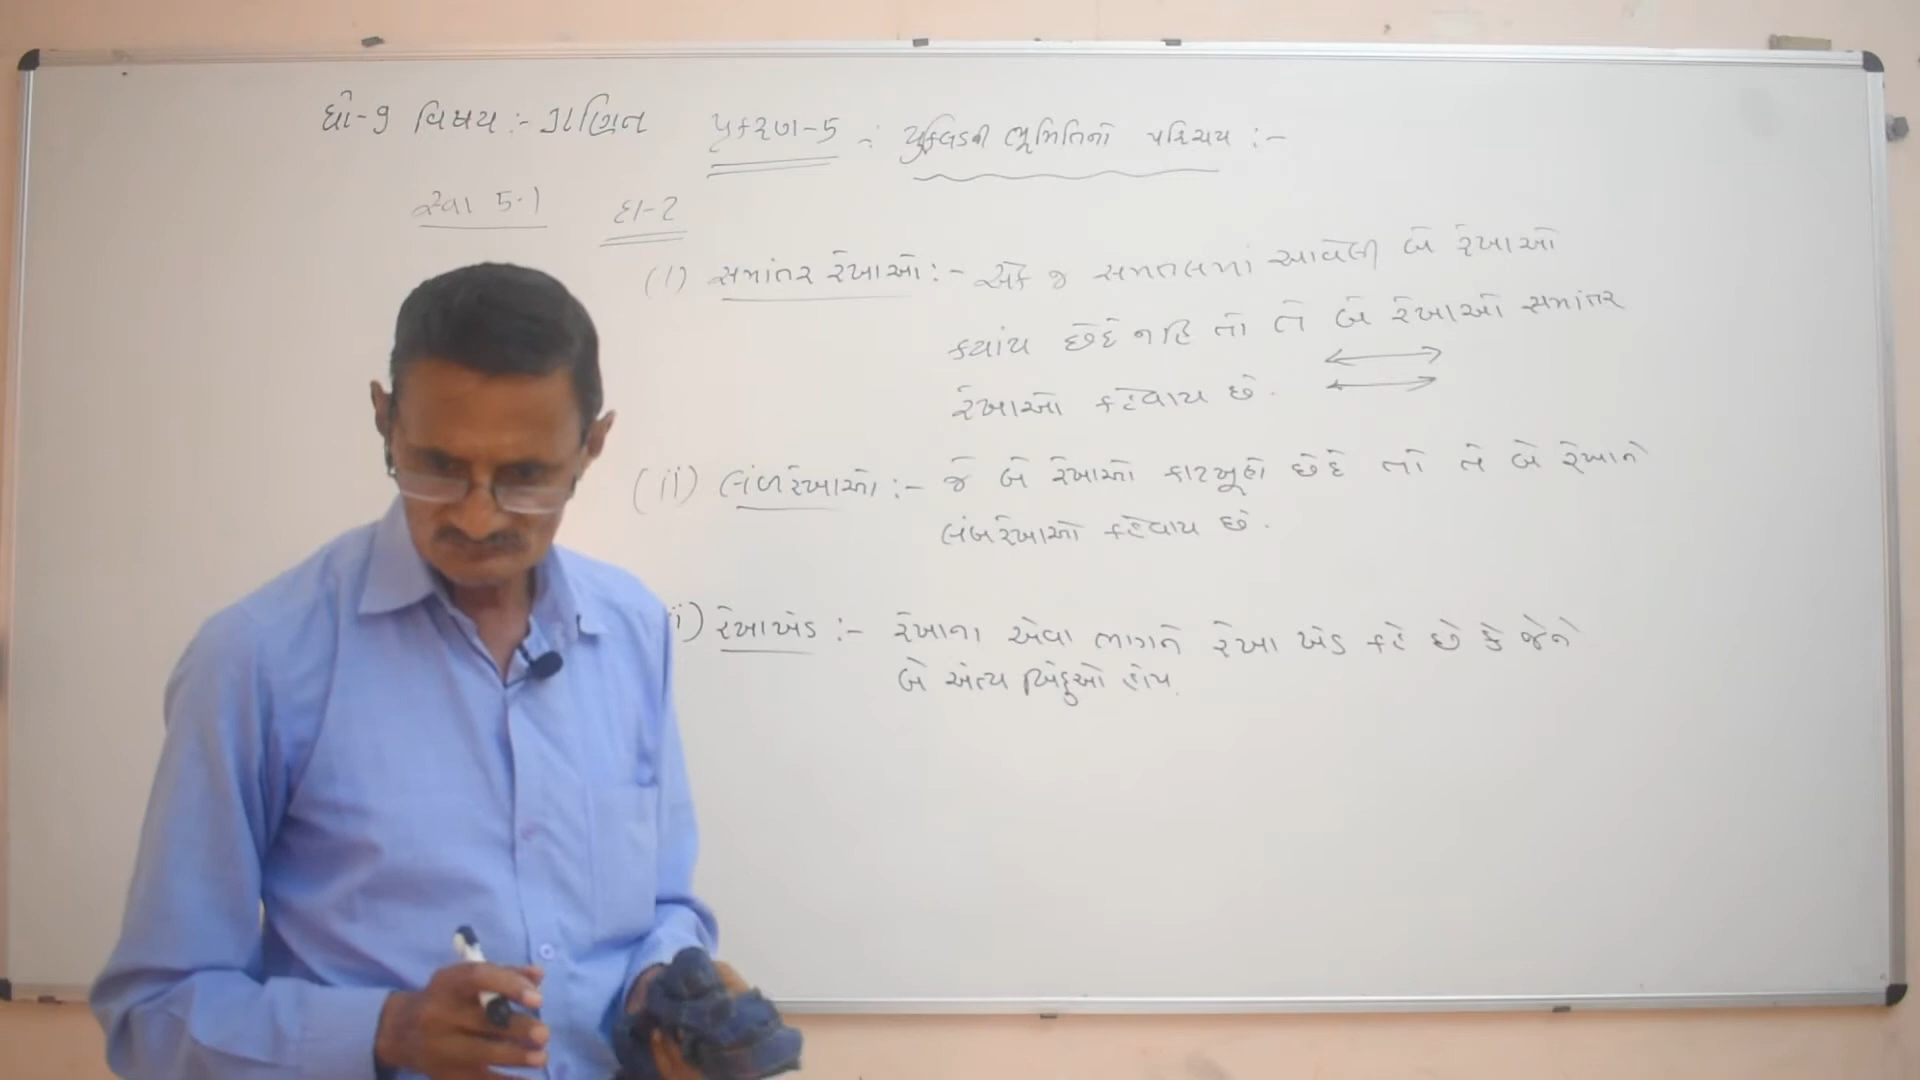 ધો-9 વિષય :- ગણિત પ્રકરણ-5 :- યુક્લિડની ભૂમિતિનો પરિચય :-
સ્વા 5.1 દા-2
(i) સમાંતર રેખાઓ :- એક જ સમતલમાં આવેલી બે રેખાઓ
ક્યાંય છેદે નહિ તો તે બે રેખાઓ સમાંતર
રેખાઓ કહેવાય છે.
(ii) લંબરેખાઓ :- જે બે રેખાઓ કાટખૂણે છેદે તો તે બે રેખાને
લંબરેખાઓ કહેવાય છે.
i) રેખાખંડ :- રેખાના એવા ભાગને રેખા ખંડ કહે છે કે જેને
બે અંત્ય બિંદુઓ હોય.